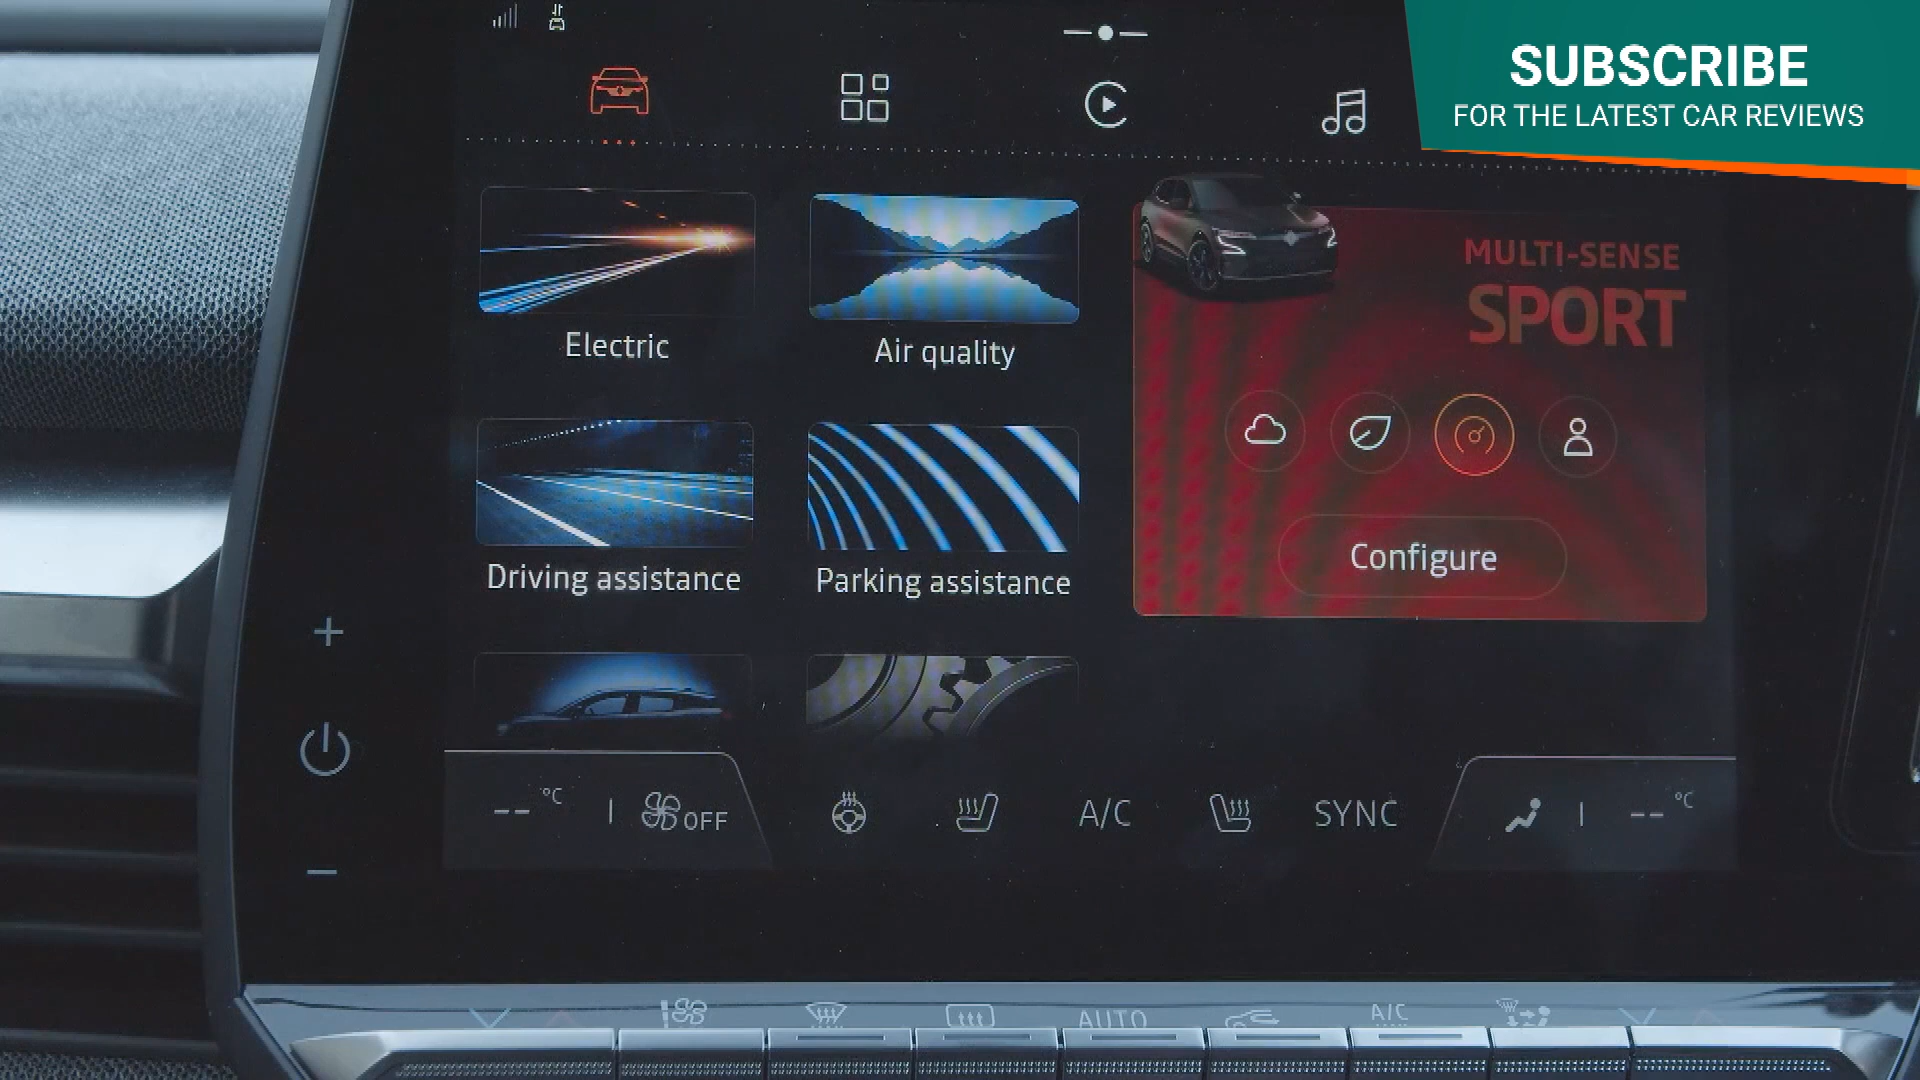 SUBSCRIBE
FOR THE LATEST CAR REVIEWS
MULTI-SENSE
SPORT
Electric
Air quality
Driving assistance
Parking assistance
Configure
-- °C
OFF
A/C
SYNC
-- °C
AUTO
A/C